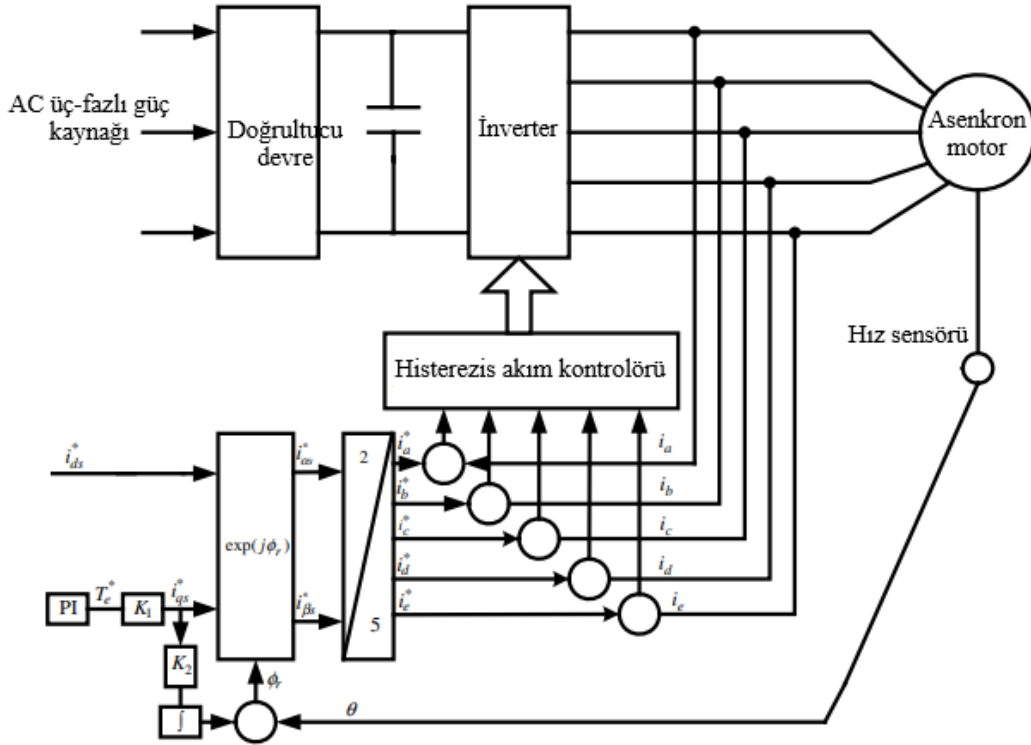 AC üç-fazlı güç
kaynağı
Doğrultucu
devre
İnverter
Asenkron
motor
Hız sensörü
Histerezis akım kontrolörü
i*ds
exp(jϕr)
i*αs
i*βs
2
5
i*a
i*b
i*c
i*d
i*e
ia
ib
ic
id
ie
PI
T*e
K1
i*qs
K2
∫
ϕr
θ